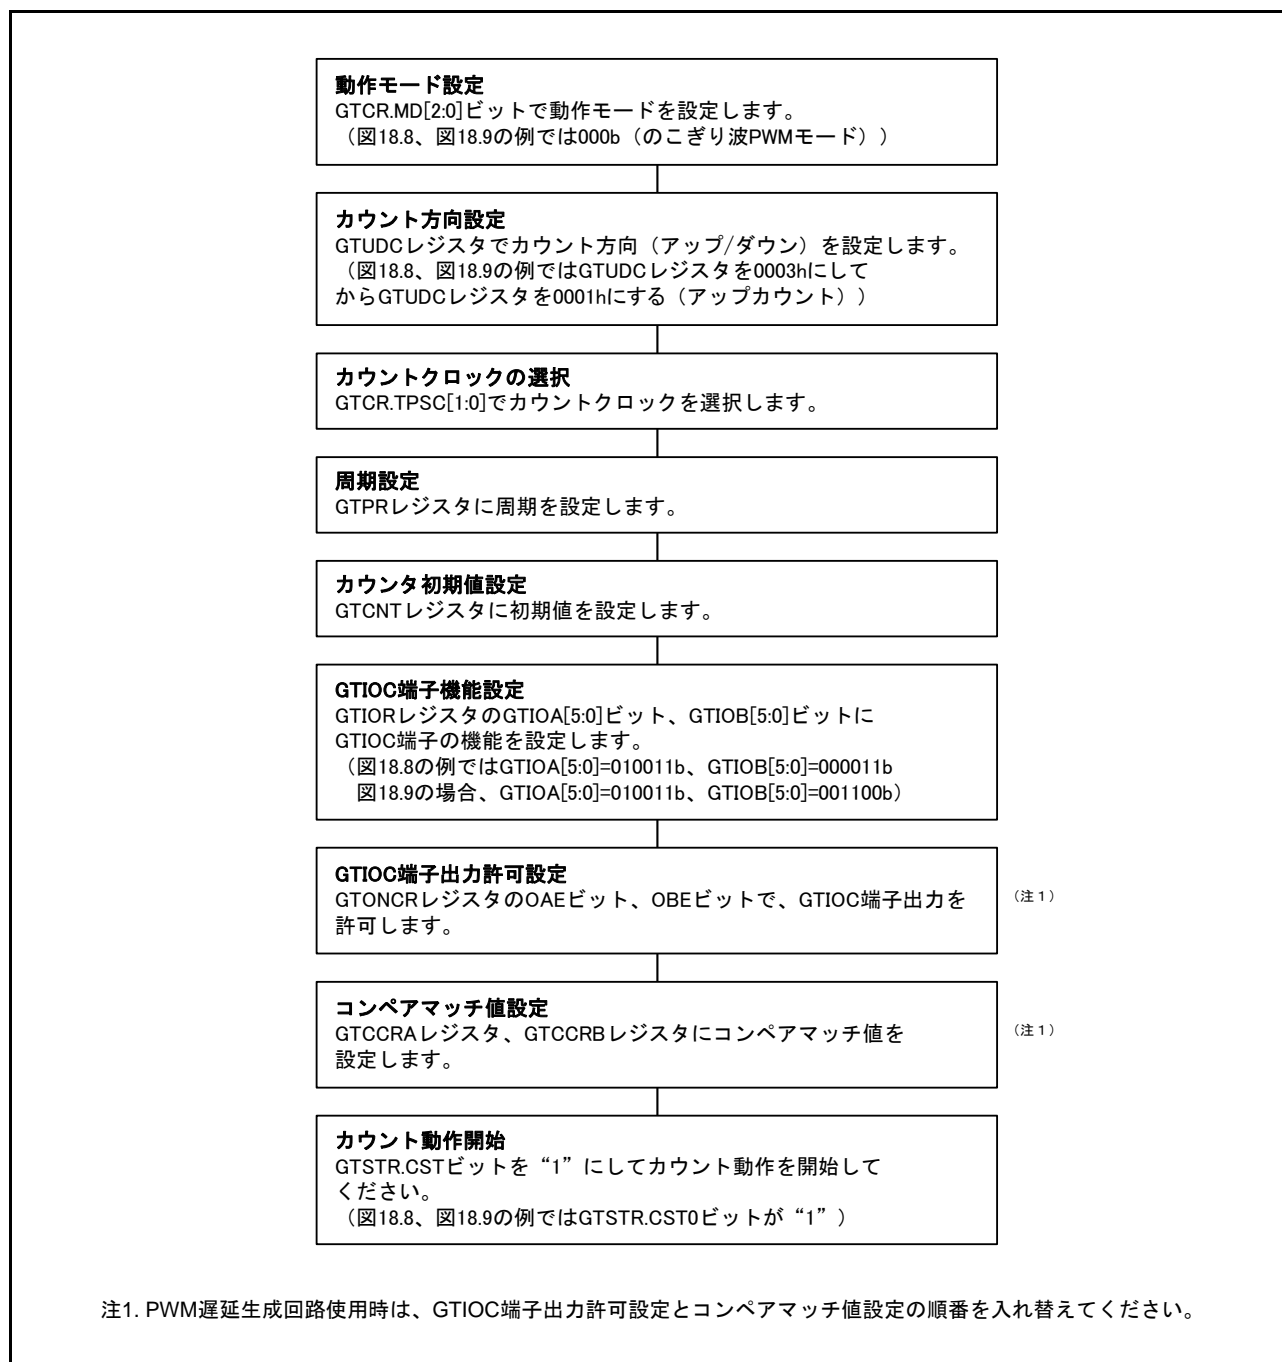 動作モード設定
GTCR.MD[2:0]ビットで動作モードを設定します。
（図18.8、図18.9の例では000b（のこぎり波PWMモード））
カウント方向設定
GTUDCレジスタでカウント方向（アップ/ダウン）を設定します。
（図18.8、図18.9の例ではGTUDCレジスタを0003hにして
からGTUDCレジスタを0001hにする（アップカウント））
カウントクロックの選択
GTCR.TPSC[1:0]でカウントクロックを選択します。
周期設定
GTPRレジスタに周期を設定します。
カウンタ初期値設定
GTCNTレジスタに初期値を設定します。
GTIOC端子機能設定
GTIORレジスタのGTIOA[5:0]ビット、GTIOB[5:0]ビットに
GTIOC端子の機能を設定します。
（図18.8の例ではGTIOA[5:0]=010011b、GTIOB[5:0]=000011b
図18.9の場合、GTIOA[5:0]=010011b、GTIOB[5:0]=001100b）
GTIOC端子出力許可設定
GTONCRレジスタのOAEビット、OBEビットで、GTIOC端子出力を
許可します。
（注１）
コンペアマッチ値設定
GTCCRAレジスタ、GTCCRBレジスタにコンペアマッチ値を
設定します。
（注１）
カウント動作開始
GTSTR.CSTビットを“1”にしてカウント動作を開始して
ください。
（図18.8、図18.9の例ではGTSTR.CST0ビットが“1”）
注1. PWM遅延生成回路使用時は、GTIOC端子出力許可設定とコンペアマッチ値設定の順番を入れ替えてください。